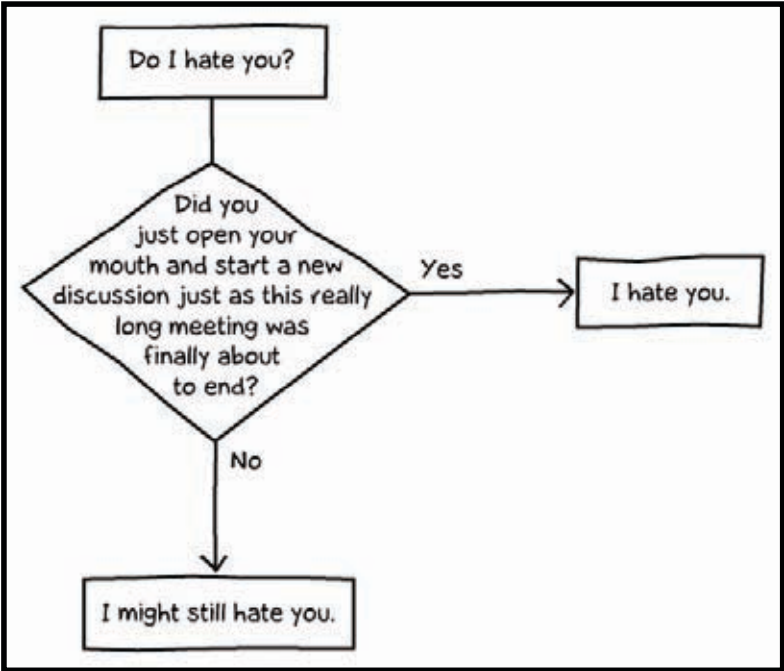 Do I hate you?
Did you
just open your
mouth and start a new
discussion just as this really
long meeting was
finally about
to end?
Yes
I hate you.
No
I might still hate you.